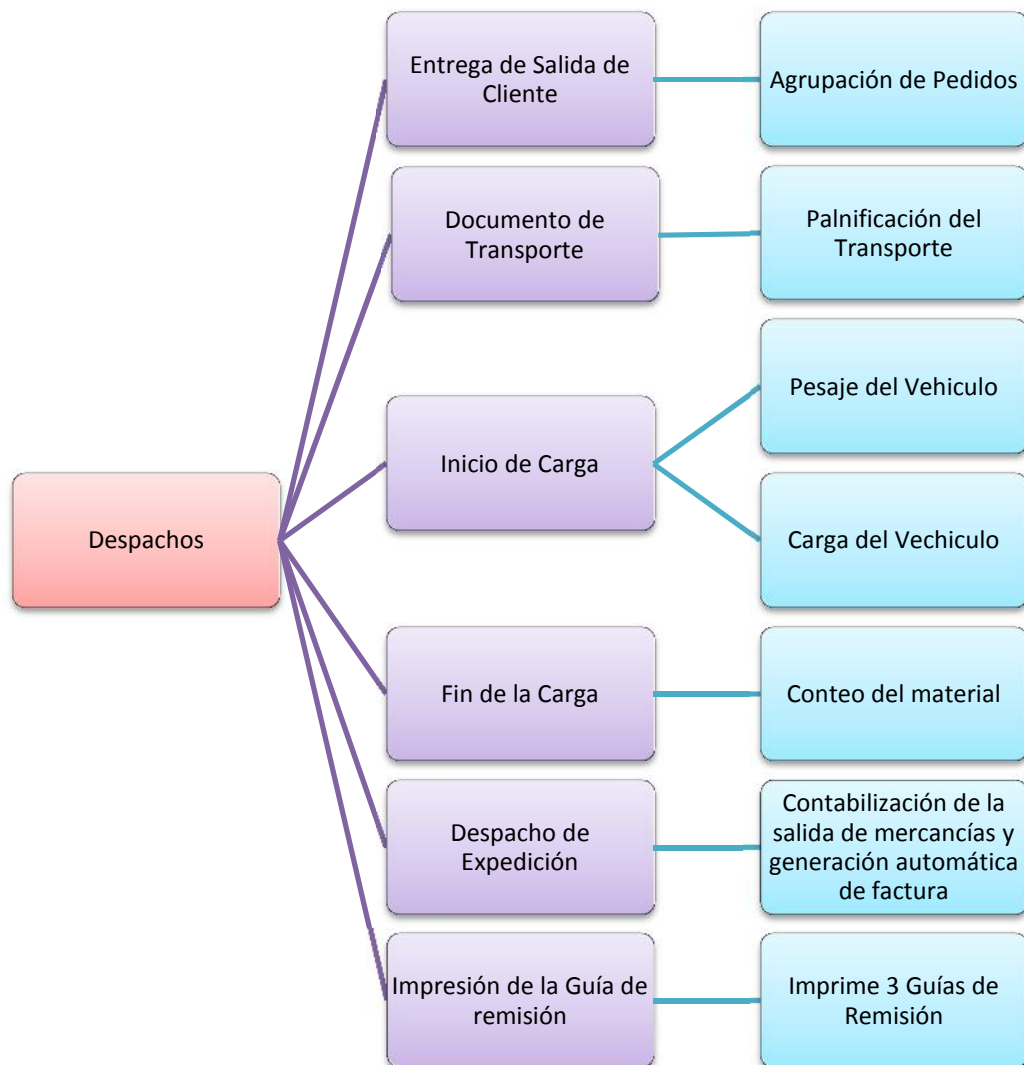 Entrega de Salida de
Cliente
Agrupación de Pedidos
Documento de
Transporte
Palnificación del
Transporte
Pesaje del Vehiculo
Inicio de Carga
Despachos
Carga del Vechiculo
Fin de la Carga
Conteo del material
Despacho de
Expedición
Contabilización de la
salida de mercancías y
generación automática
de factura
Impresión de la Guía de
remisión
Imprime 3 Guías de
Remisión